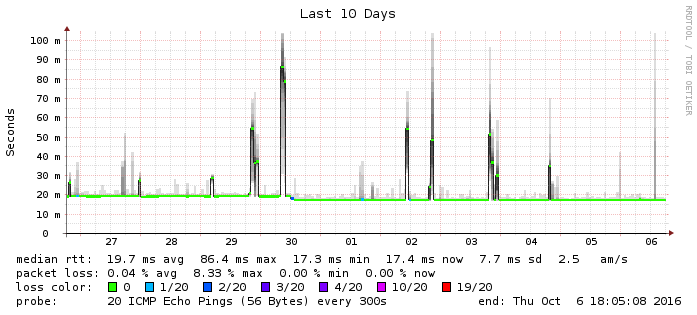 Last 10 Days
RRDTOOL / TOBI OETIKER
Seconds
100 m
90 m
80 m
70 m
60 m
50 m
40 m
30 m
20 m
10 m
0
27 28 29 30 01 02 03 04 05 06
median rtt: 19.7 ms avg 86.4 ms max 17.3 ms min 17.4 ms now 7.7 ms sd 2.5 am/s
packet loss: 0.04 % avg 8.33 % max 0.00 % min 0.00 % now
loss color: 0 1/20 2/20 3/20 4/20 10/20 19/20
probe: 20 ICMP Echo Pings (56 Bytes) every 300s end: Thu Oct 6 18:05:08 2016